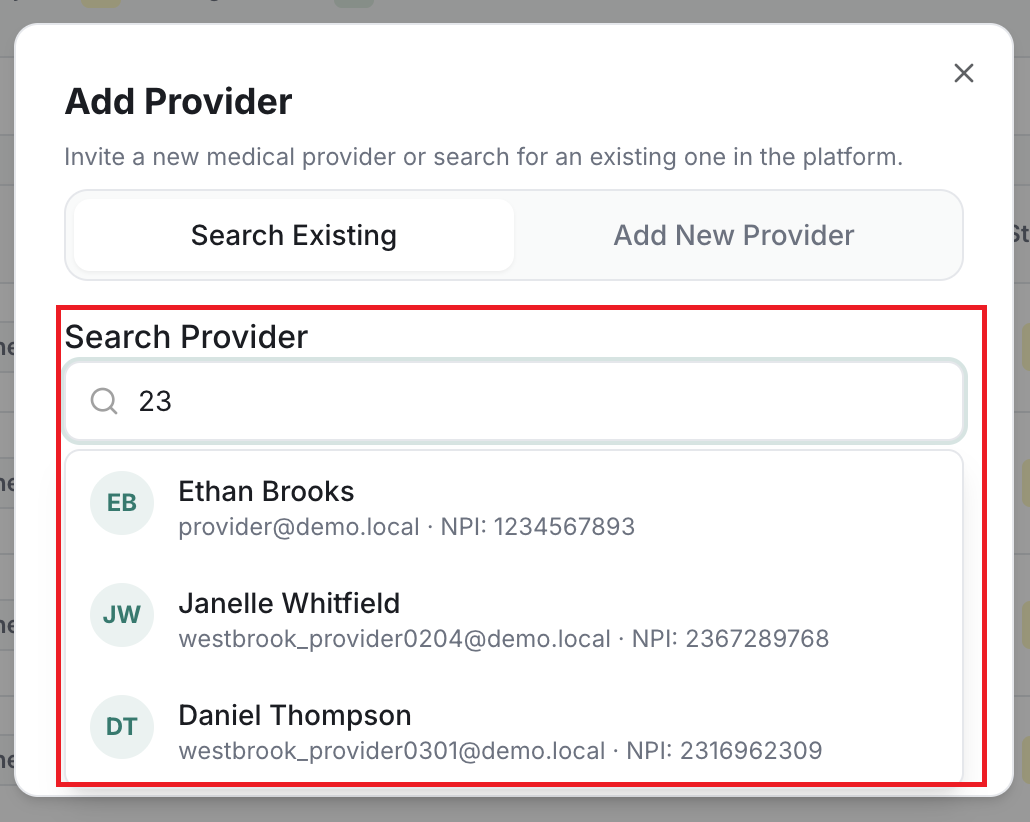 Add Provider
Invite a new medical provider or search for an existing one in the platform.
Search Existing
Add New Provider
Search Provider
23
EB
Ethan Brooks
provider@demo.local · NPI: 1234567893
JW
Janelle Whitfield
westbrook_provider0204@demo.local · NPI: 2367289768
DT
Daniel Thompson
westbrook_provider0301@demo.local · NPI: 2316962309